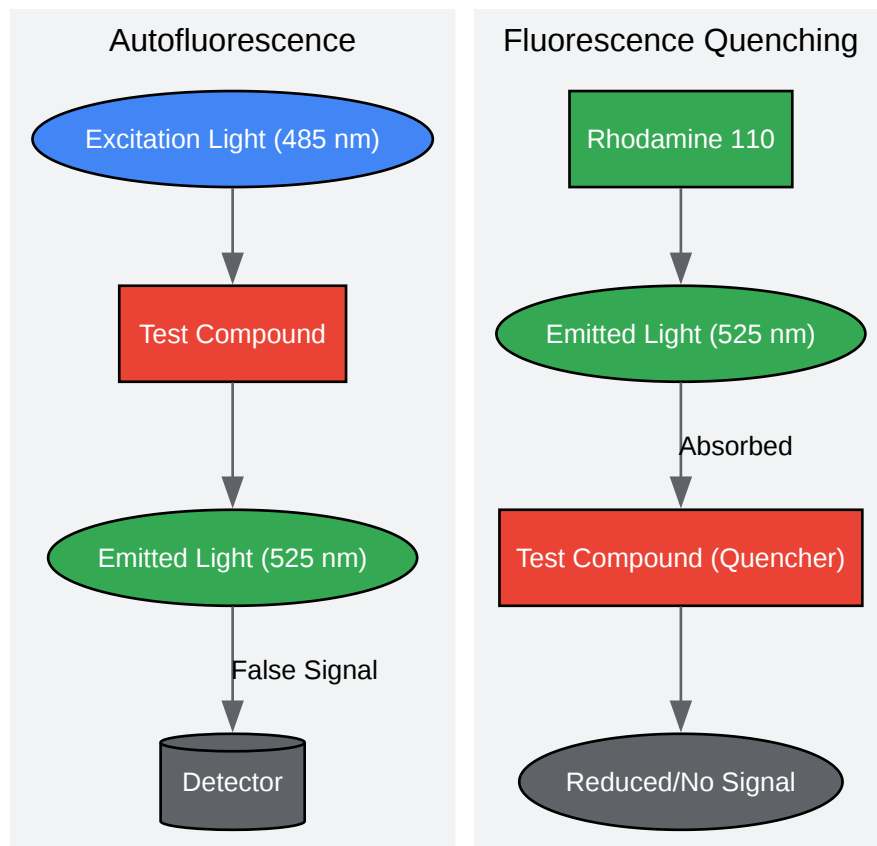 Autofluorescence
Excitation Light (485 nm)
Test Compound
Emitted Light (525 nm)
False Signal
Detector
Fluorescence Quenching
Rhodamine 110
Emitted Light (525 nm)
Absorbed
Test Compound (Quencher)
Reduced/No Signal